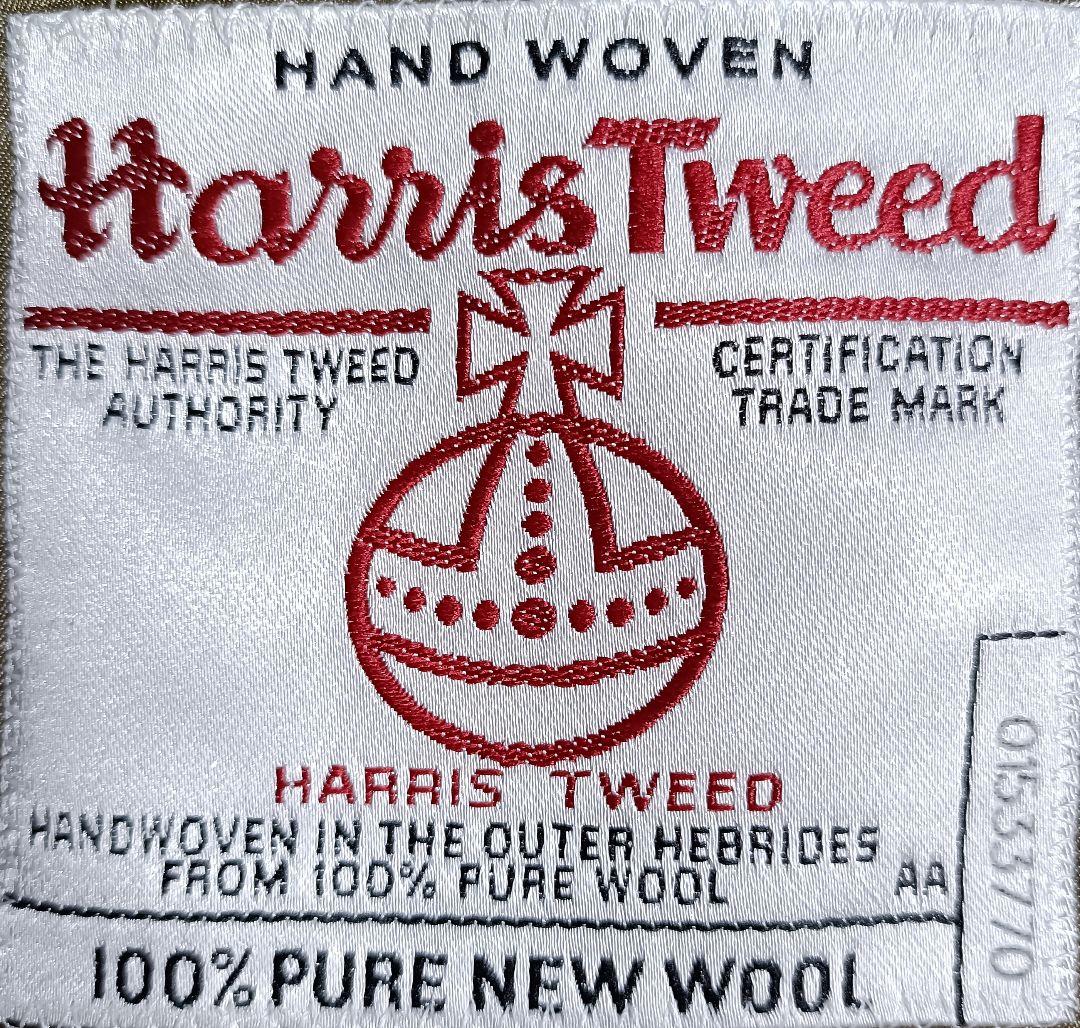 HAND WOVEN
Harris Tweed
THE HARRIS TWEED
AUTHORITY
CERTIFICATION
TRADE MARK
HARRIS TWEED
HANDWOVEN IN THE OUTER HEBRIDES
FROM 100% PURE WOOL
AA
01533770
100% PURE NEW WOOL